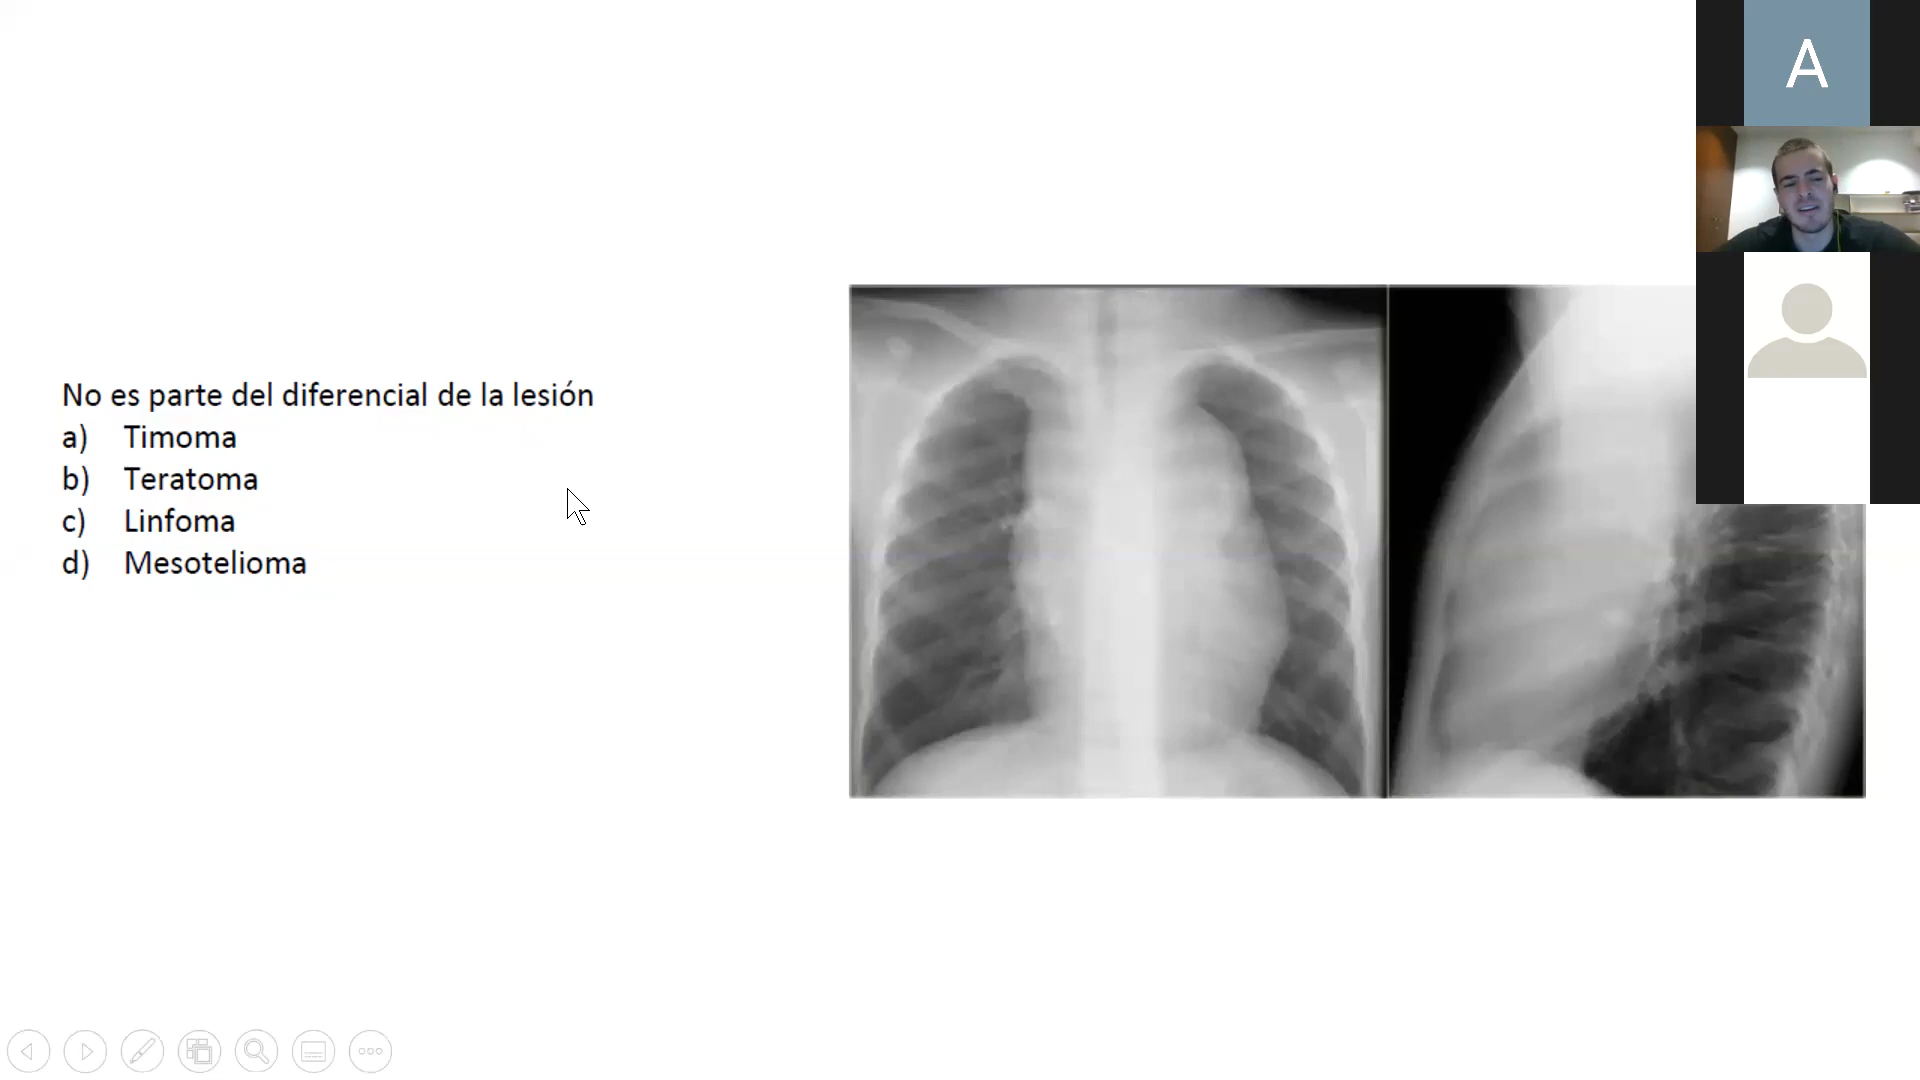 A
No es parte del diferencial de la lesión
a) Timoma
b) Teratoma
c) Linfoma
d) Mesotelioma